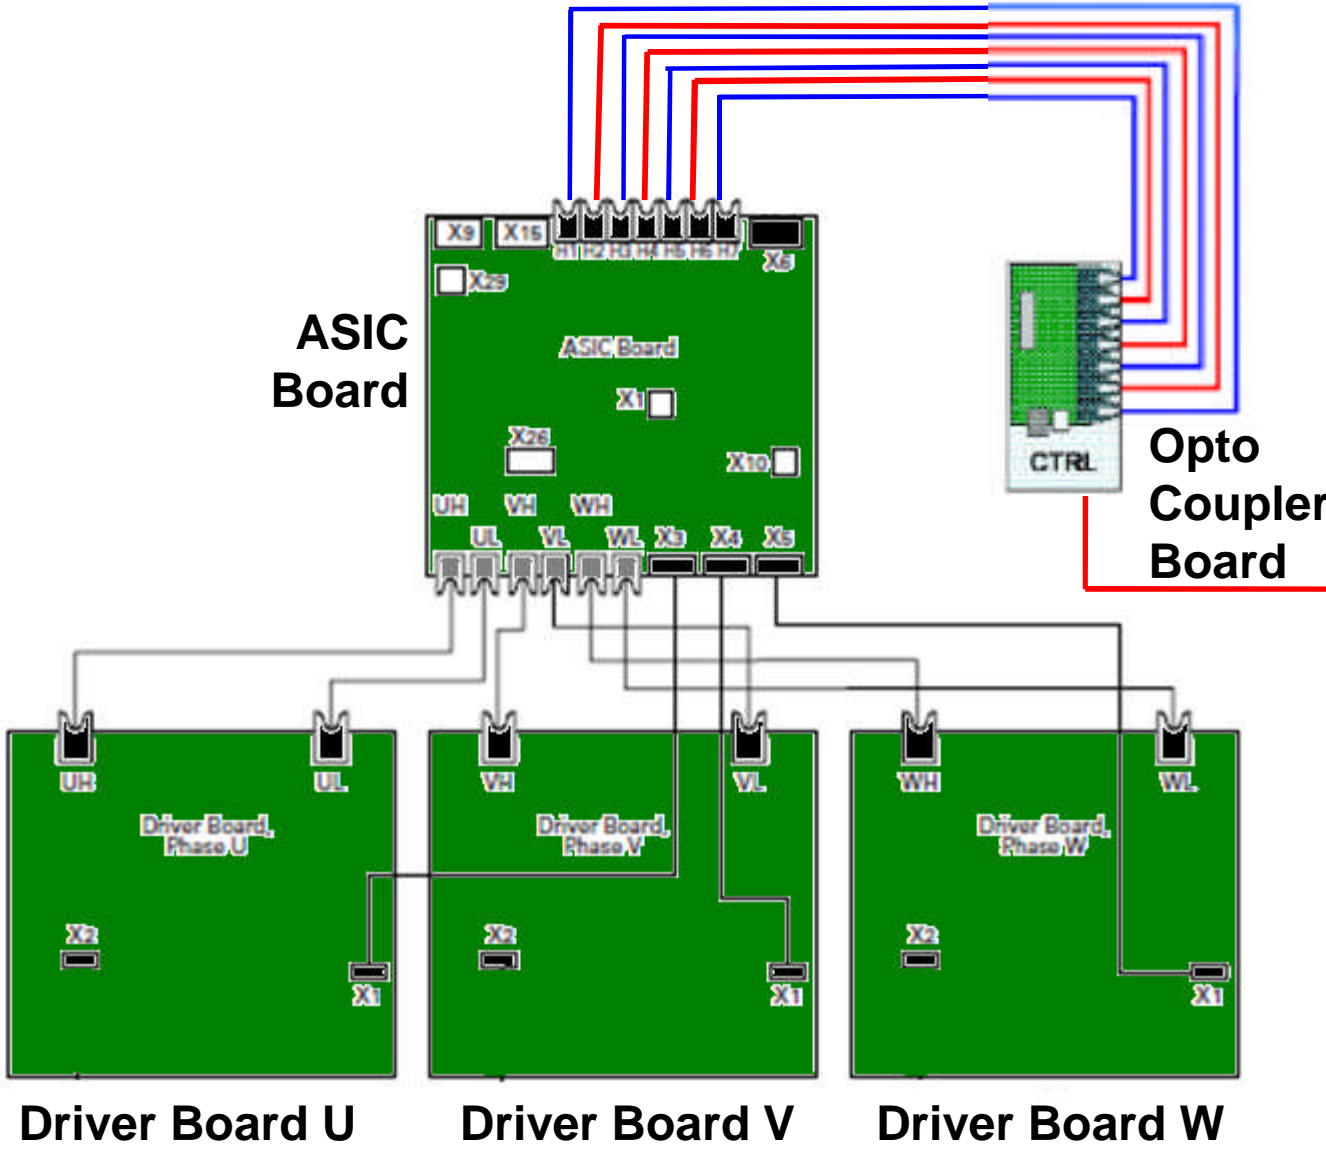 X9 X15
H1 H2 H3 H4 H5 H6 H7
X6
X29
ASIC
Board
ASIC Board
X1
X26
X10
UH VH WH
UL VL WL X3 X4 X5
CTRL
Opto
Coupler
Board
UH UL
Driver Board,
Phase U
X2
X1
VH VL
Driver Board,
Phase V
X2
X1
WH WL
Driver Board,
Phase W
X2
X1
Driver Board U
Driver Board V
Driver Board W